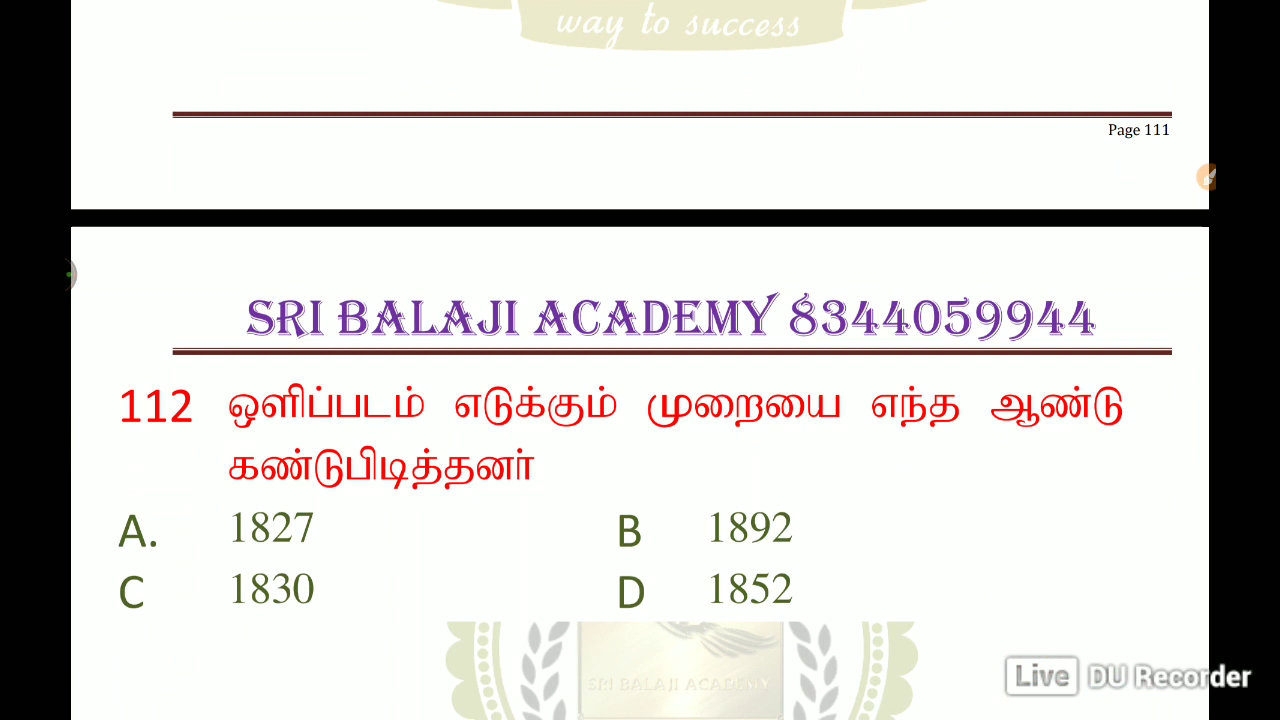 way to success
Page 111
SRI BALAJI ACADEMY 8344059944
112 ஒளிப்படம் எடுக்கும் முறையை எந்த ஆண்டு
கண்டுபிடித்தனர்
A. 1827 B 1892
C 1830 D 1852
SRI BALAJI ACADEMY
Live DU Recorder